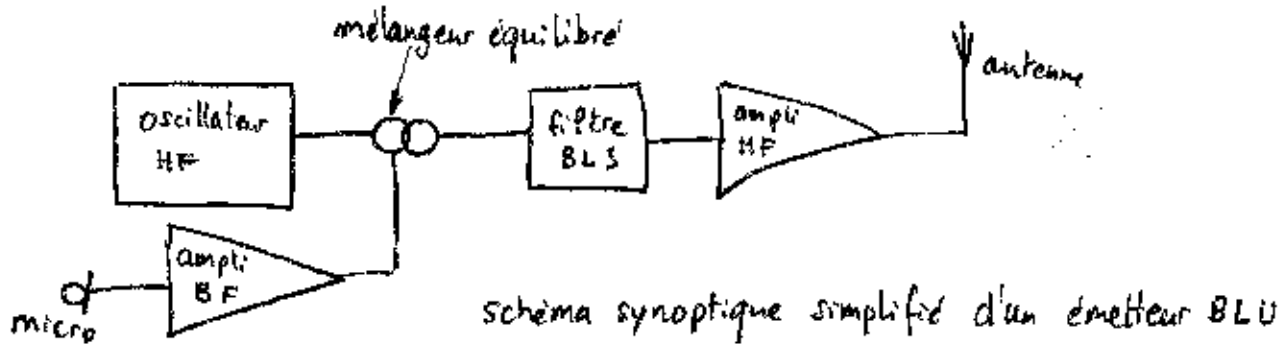 mélangeur équilibré
oscillateur
HF
filtre
BLS
ampli
HF
antenne
ampli
BF
micro
schéma synoptique simplifié d'un émetteur BLU